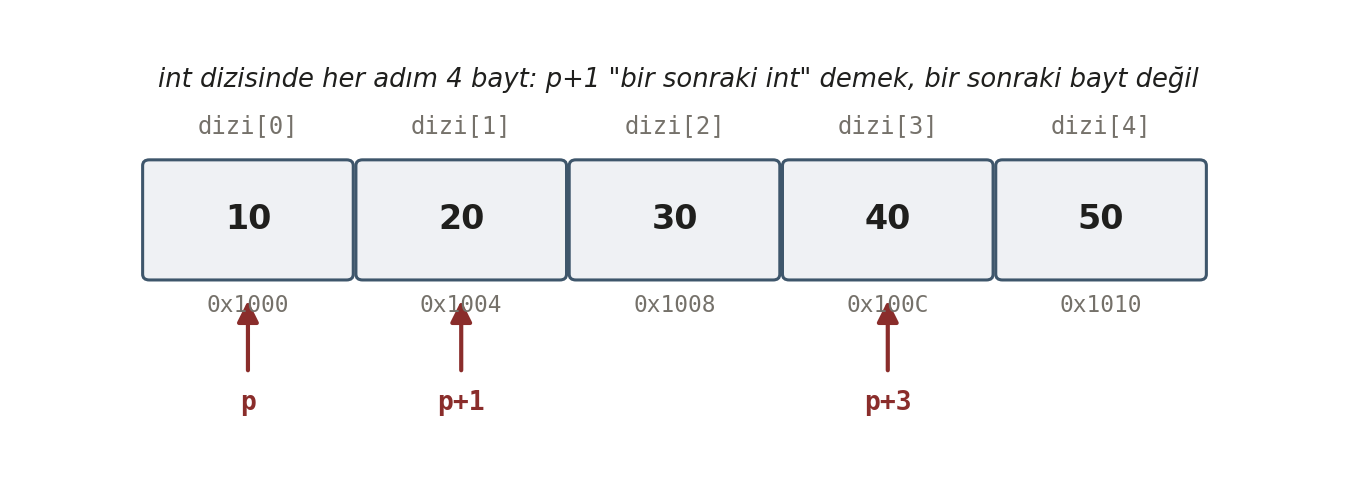 int dizisinde her adım 4 bayt: p+1 "bir sonraki int" demek, bir sonraki bayt değil
dizi[0] dizi[1] dizi[2] dizi[3] dizi[4]
10 20 30 40 50
0x1000 0x1004 0x1008 0x100C 0x1010
p p+1 p+3